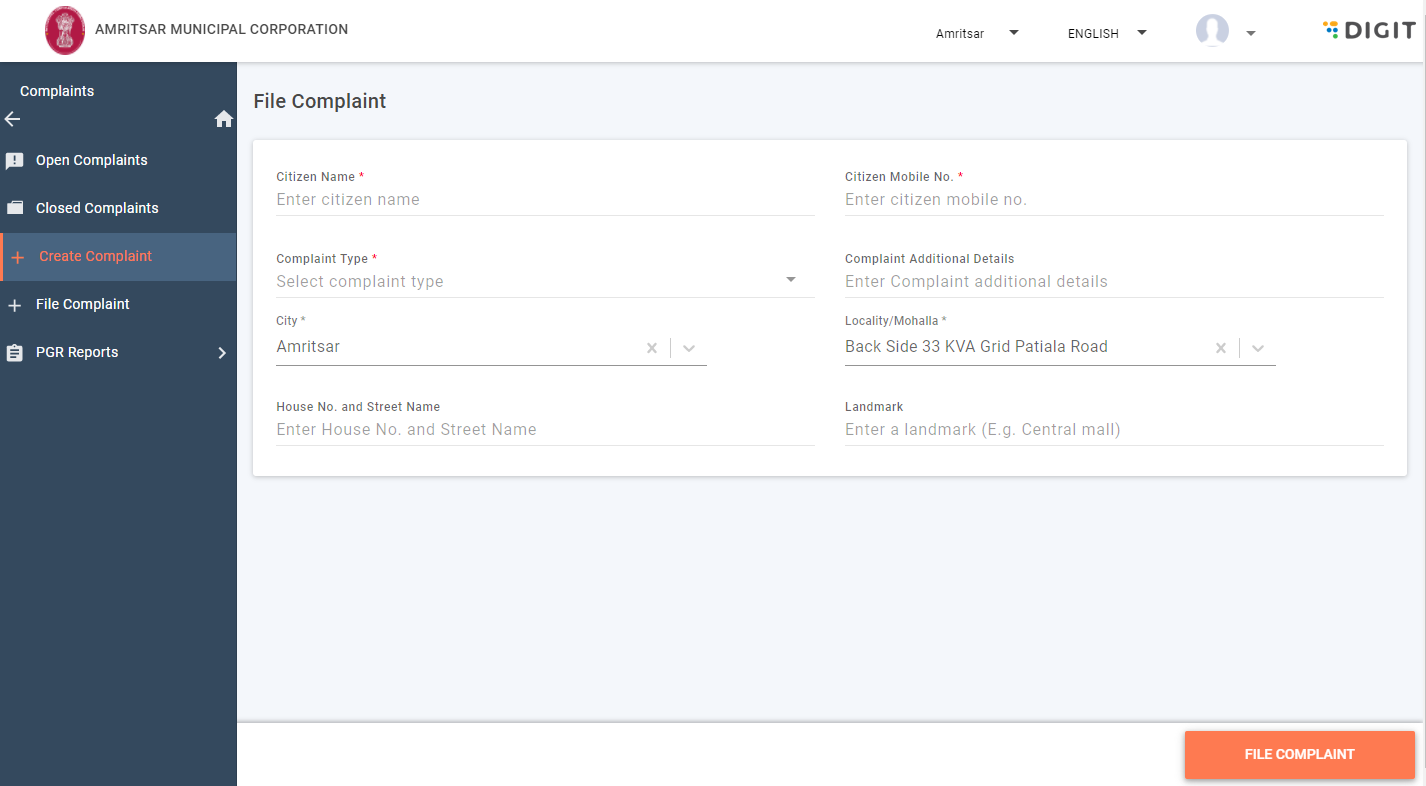 AMRITSAR MUNICIPAL CORPORATION
Amritsar
ENGLISH
DIGIT
Complaints
Open Complaints
Closed Complaints
Create Complaint
File Complaint
PGR Reports
File Complaint
Citizen Name *
Enter citizen name
Citizen Mobile No. *
Enter citizen mobile no.
Complaint Type *
Select complaint type
Complaint Additional Details
Enter Complaint additional details
City *
Amritsar
Locality/Mohalla *
Back Side 33 KVA Grid Patiala Road
House No. and Street Name
Enter House No. and Street Name
Landmark
Enter a landmark (E.g. Central mall)
FILE COMPLAINT